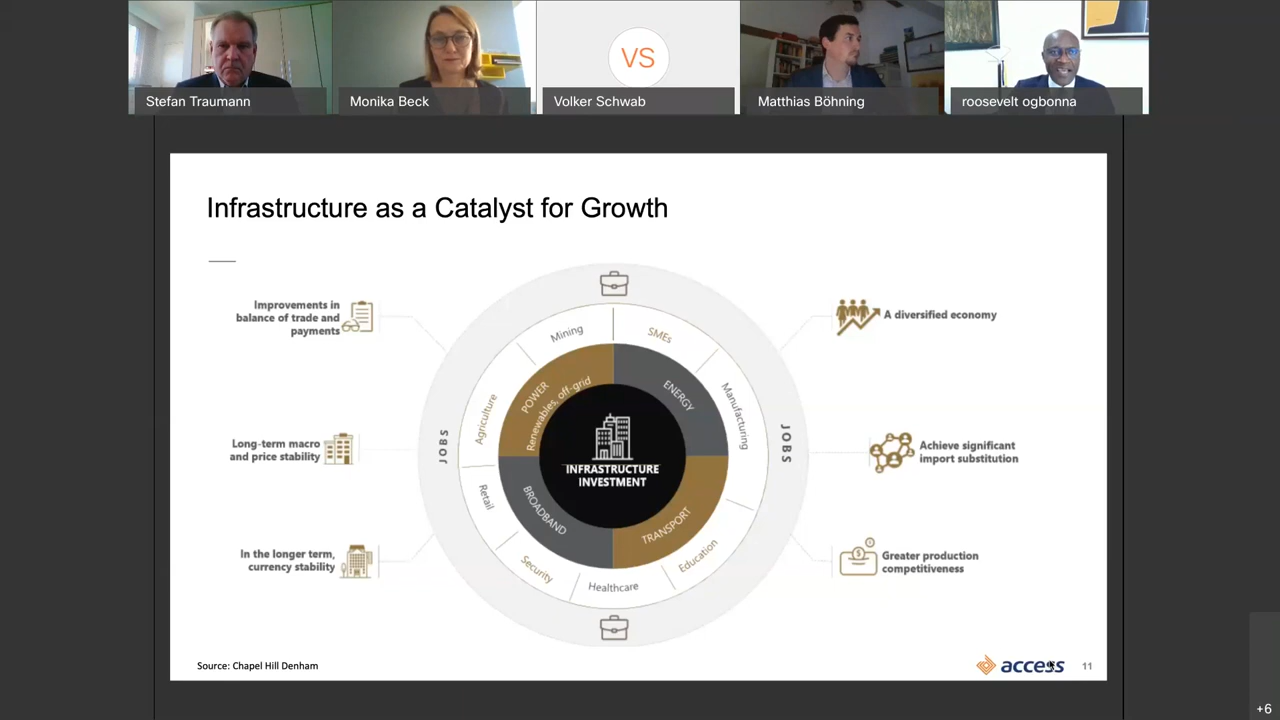 VS
Stefan Traumann
Monika Beck
Volker Schwab
Matthias Böhning
roosevelt ogbonna
Infrastructure as a Catalyst for Growth
Improvements in
balance of trade and
payments
Long-term macro
and price stability
In the longer term,
currency stability
JOBS
Mining
SMEs
Agriculture
Manufacturing
Retail
Security
Healthcare
Education
POWER
Renewables, off-grid
ENERGY
BROADBAND
TRANSPORT
INFRASTRUCTURE
INVESTMENT
JOBS
A diversified economy
Achieve significant
import substitution
Greater production
competitiveness
Source: Chapel Hill Denham
access
11
+6